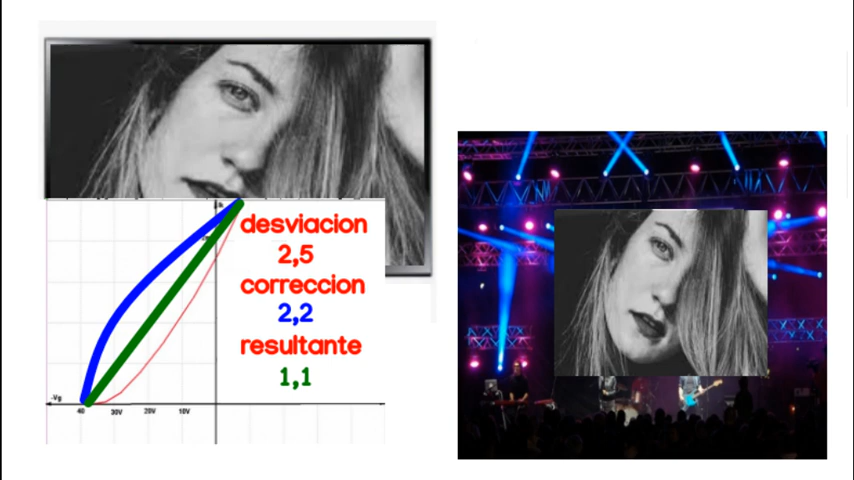 desviacion
2,5
correccion
2,2
resultante
1,1
-Vg
40 30V 20V 10V